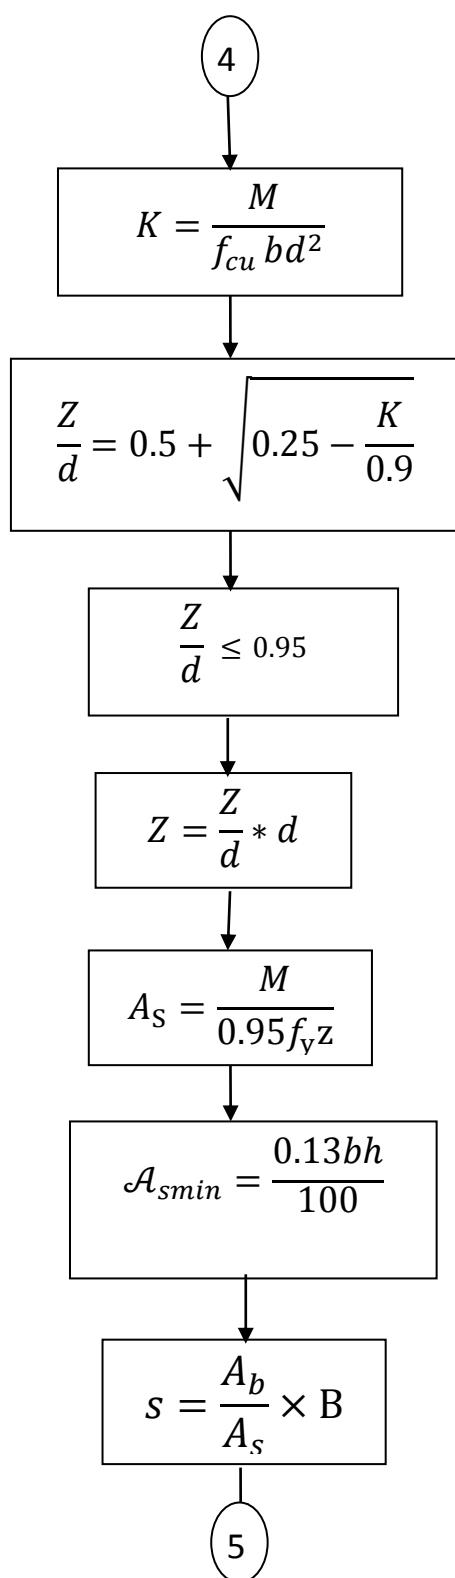 4
K = M / f_cu bd²
Z/d = 0.5 + √(0.25 − K/0.9)
Z/d ≤ 0.95
Z = Z/d * d
A_S = M / 0.95f_y z
𝒜_smin = 0.13bh / 100
s = A_b / A_s × B
5